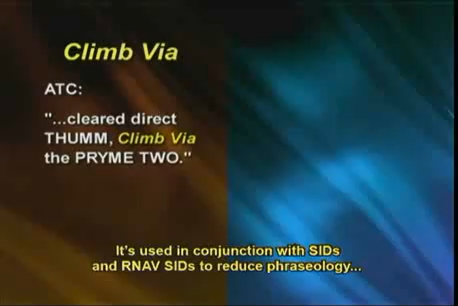 Climb Via
ATC:
"...cleared direct
THUMM, Climb Via
the PRYME TWO."
It's used in conjunction with SIDs
and RNAV SIDs to reduce phraseology...